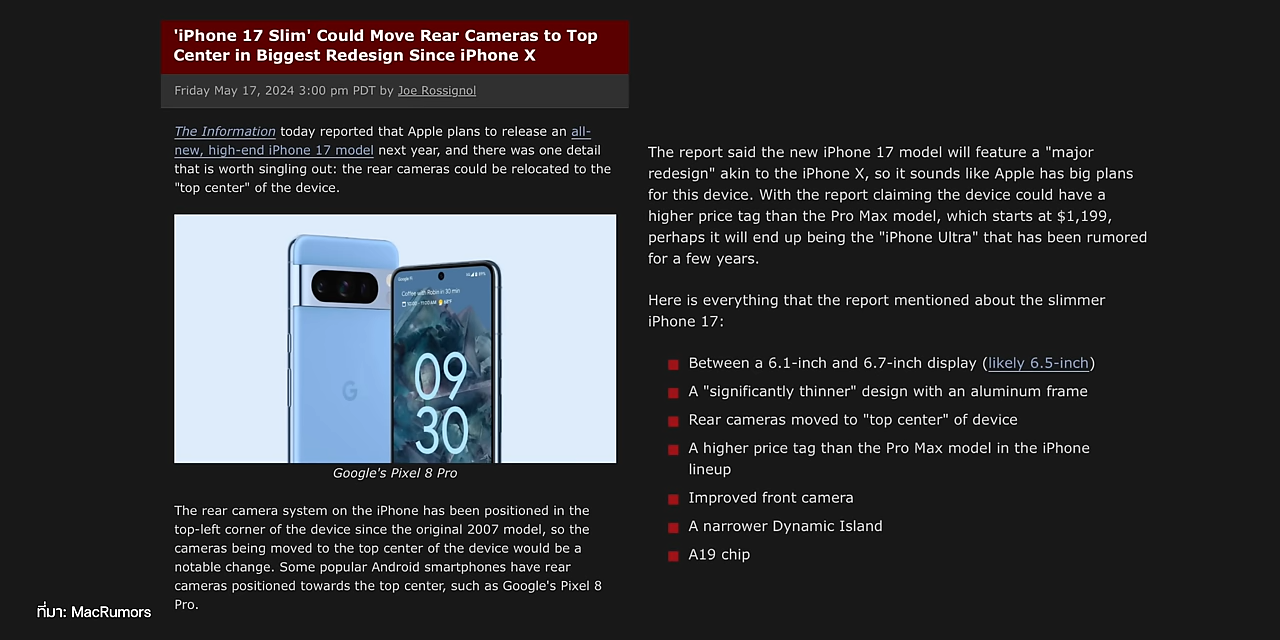 'iPhone 17 Slim' Could Move Rear Cameras to Top
Center in Biggest Redesign Since iPhone X
Friday May 17, 2024 3:00 pm PDT by Joe Rossignol
The Information today reported that Apple plans to release an all-
new, high-end iPhone 17 model next year, and there was one detail
that is worth singling out: the rear cameras could be relocated to the
"top center" of the device.
Coffee with Robin in 30 min
09
30
G
Google's Pixel 8 Pro
The rear camera system on the iPhone has been positioned in the
top-left corner of the device since the original 2007 model, so the
cameras being moved to the top center of the device would be a
notable change. Some popular Android smartphones have rear
cameras positioned towards the top center, such as Google's Pixel 8
Pro.
The report said the new iPhone 17 model will feature a "major
redesign" akin to the iPhone X, so it sounds like Apple has big plans
for this device. With the report claiming the device could have a
higher price tag than the Pro Max model, which starts at $1,199,
perhaps it will end up being the "iPhone Ultra" that has been rumored
for a few years.
Here is everything that the report mentioned about the slimmer
iPhone 17:
Between a 6.1-inch and 6.7-inch display (likely 6.5-inch)
A "significantly thinner" design with an aluminum frame
Rear cameras moved to "top center" of device
A higher price tag than the Pro Max model in the iPhone
lineup
Improved front camera
A narrower Dynamic Island
A19 chip
ที่มา: MacRumors